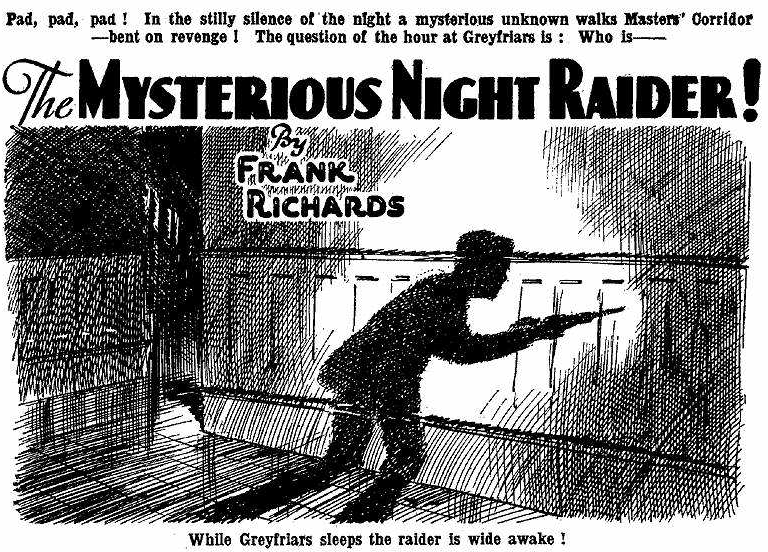 Pad, pad, pad! In the stilly silence of the night a mysterious unknown walks Masters' Corridor
—bent on revenge! The question of the hour at Greyfriars is: Who is——
The MYSTERIOUS NIGHT RAIDER!
By
FRANK
RICHARDS
While Greyfriars sleeps the raider is wide awake!